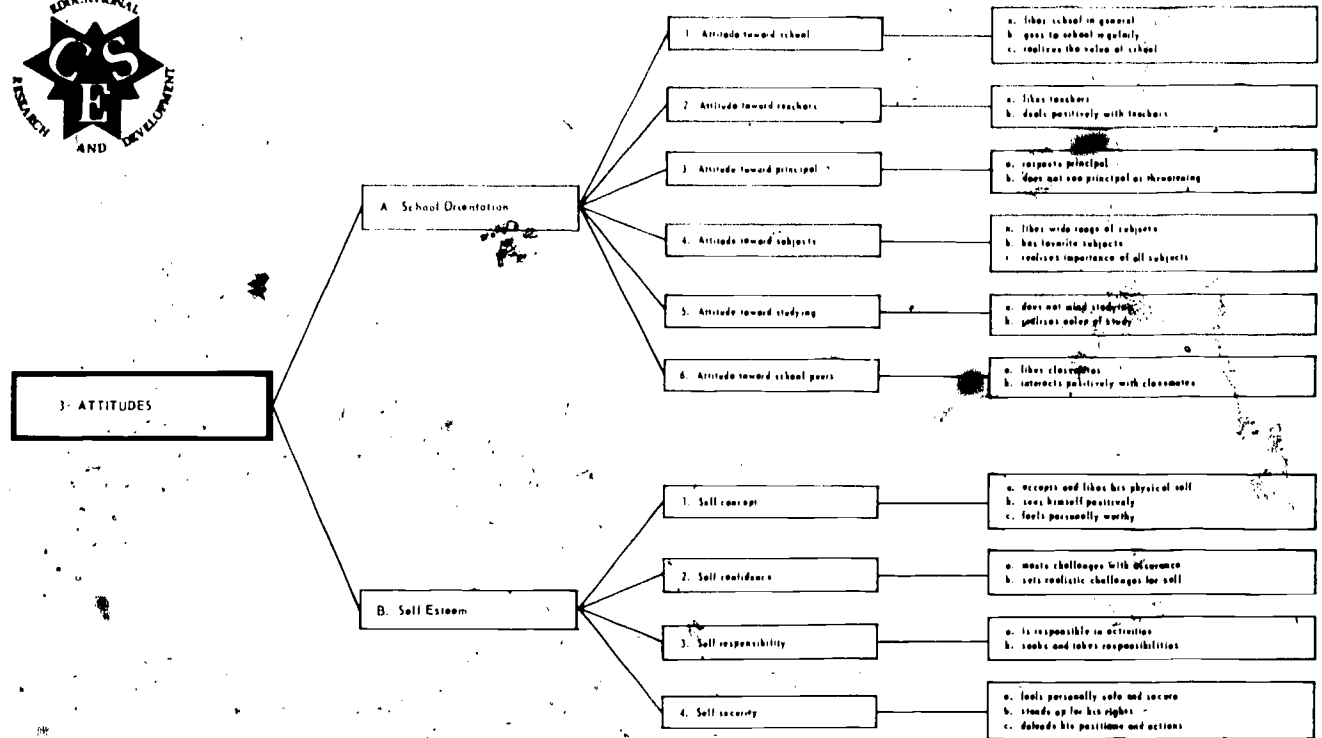 EDUCATIONAL
RESEARCH AND DEVELOPMENT
CSE
3- ATTITUDES
A. School Orientation
1. Attitude toward school
a. likes school in general
b. goes to school regularly
c. realizes the value of school
2. Attitude toward teachers
a. likes teachers
b. deals positively with teachers
3. Attitude toward principal
a. respects principal
b. does not see principal as threatening
4. Attitude toward subjects
a. likes wide range of subjects
b. has favorite subjects
c. realizes importance of all subjects
5. Attitude toward studying
a. does not mind studying
b. realizes value of study
6. Attitude toward school peers
a. likes classmates
b. interacts positively with classmates
B. Self Esteem
1. Self concept
a. accepts and likes his physical self
b. sees himself positively
c. feels personally worthy
2. Self confidence
a. meets challenges with assurance
b. sets realistic challenges for self
3. Self responsibility
a. is responsible in activities
b. seeks and takes responsibilities
4. Self security
a. feels personally safe and secure
b. stands up for his rights
c. defends his positions and actions